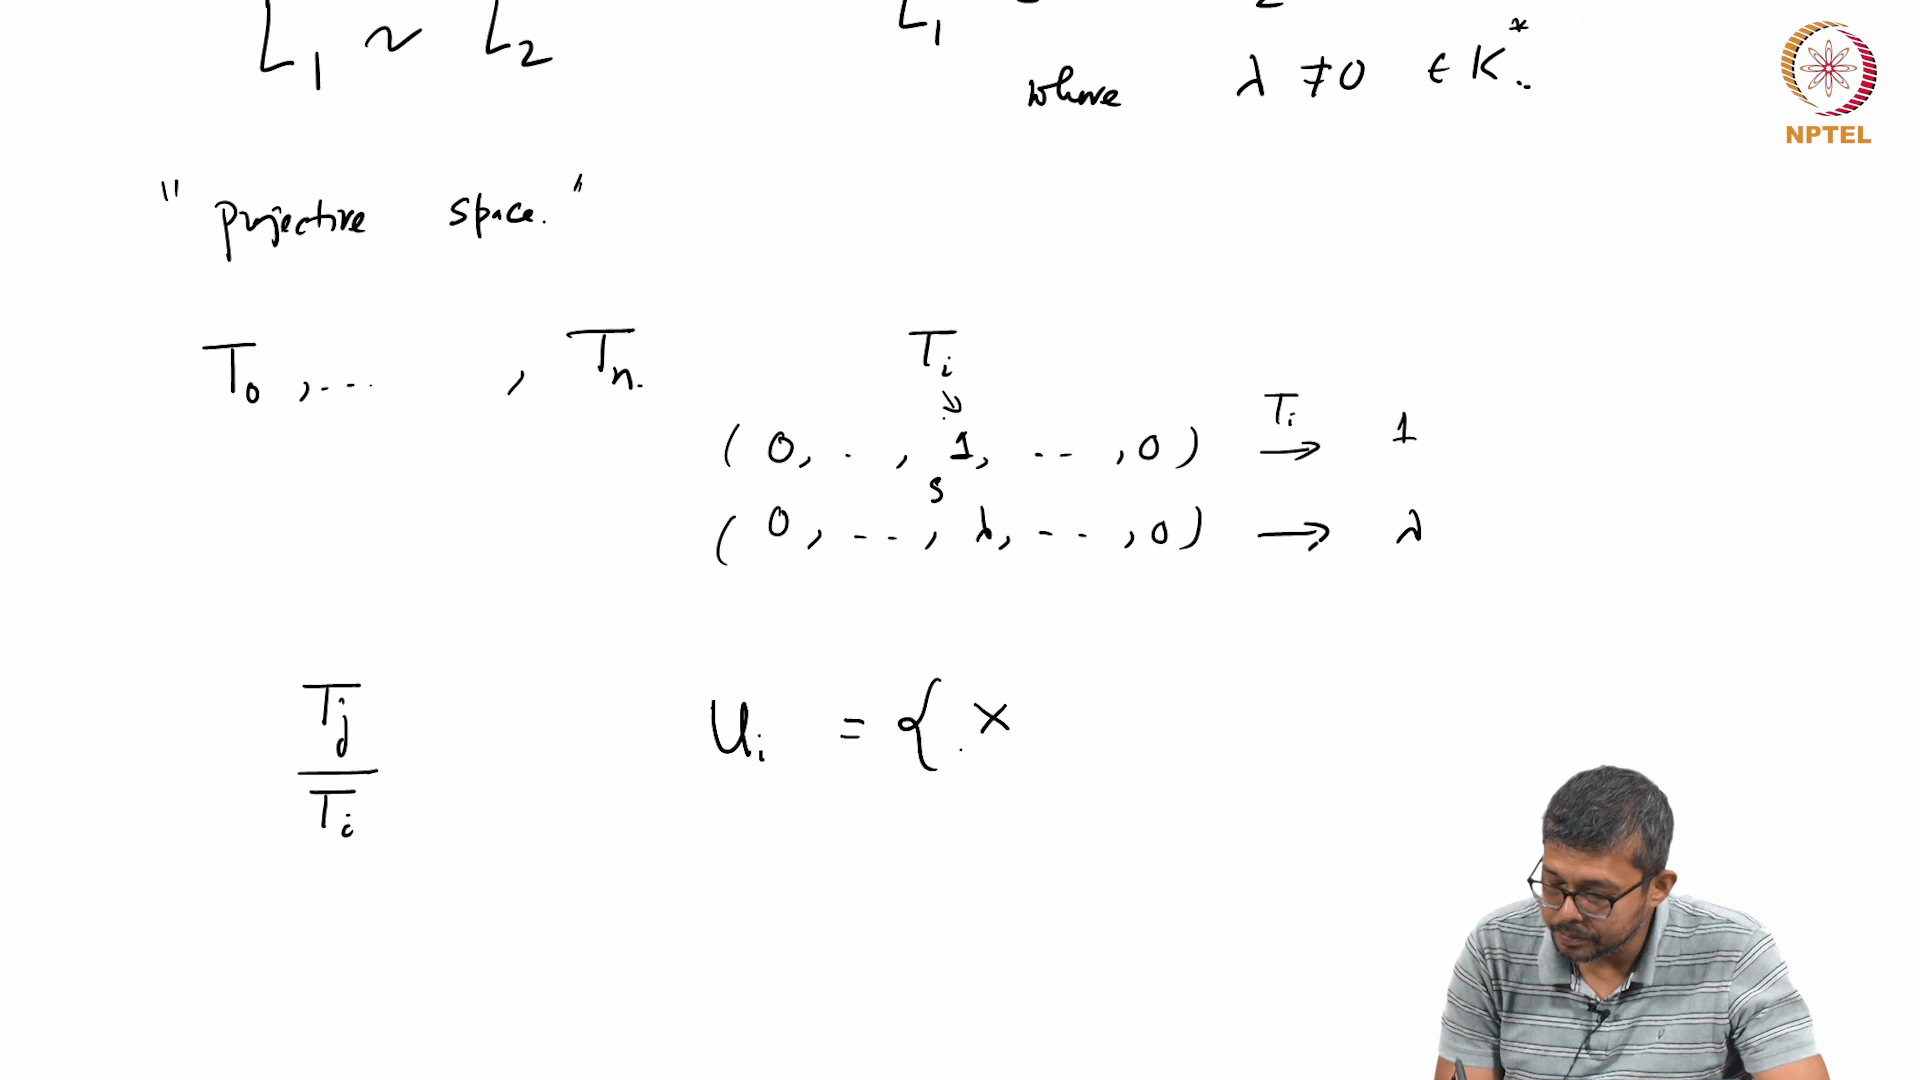 L₁ ~ L₂
L₁
where λ ≠ 0 ∈ K*.
NPTEL
"projective space."
T₀, ... , Tₙ.
Tᵢ
(0, ., 1, -- , 0) Tᵢ → 1
S
(0, --, λ, --, 0) → λ
Tⱼ / Tᵢ
Uᵢ = { x